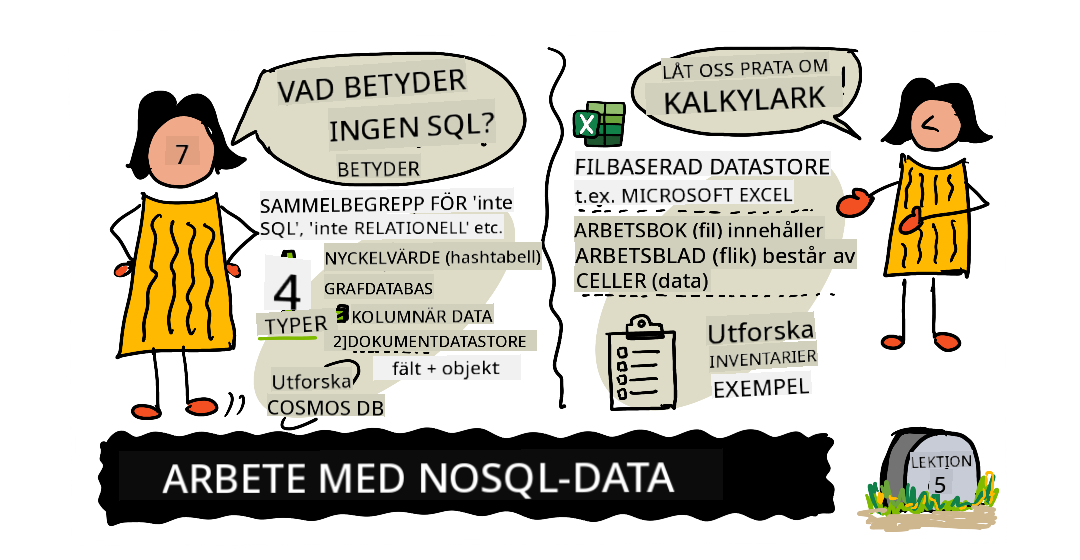 VAD BETYDER
INGEN SQL?
BETYDER
7
SAMMELBEGREPP FÖR 'inte
SQL', 'inte RELATIONELL' etc.
4
TYPER
NYCKELVÄRDE (hashtabell)
GRAFDATABAS
KOLUMNÄR DATA
2]DOKUMENTDATASTORE
fält + objekt
Utforska
COSMOS DB
LÅT OSS PRATA OM
KALKYLARK!
X
FILBASERAD DATASTORE
t.ex. MICROSOFT EXCEL
ARBETSBOK (fil) innehåller
ARBETSBLAD (flik) består av
CELLER (data)
Utforska
INVENTARIER
EXEMPEL
ARBETE MED NOSQL-DATA
LEKTION
5